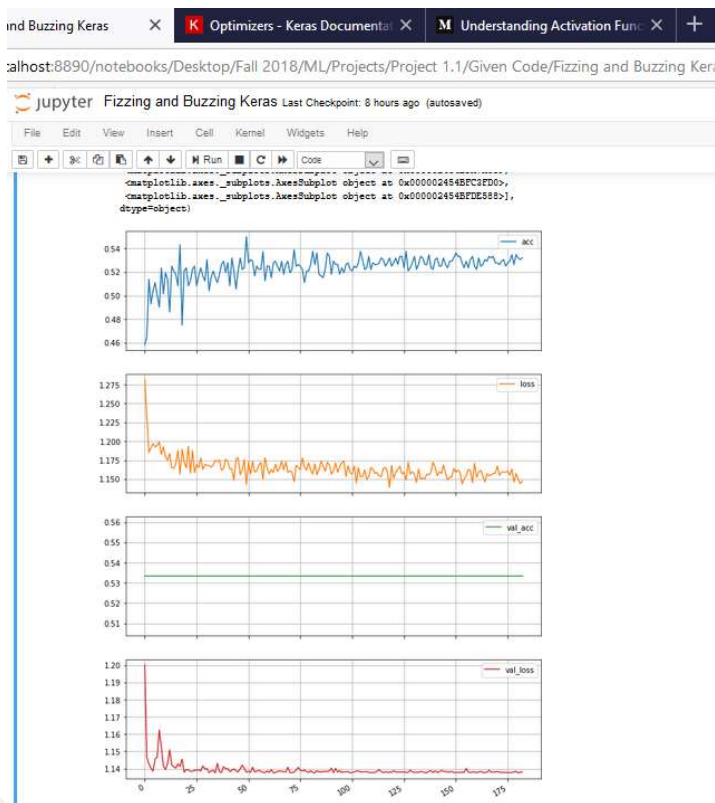 nd Buzzing Keras × K Optimizers - Keras Documentat × M Understanding Activation Func × +
calhost:8890/notebooks/Desktop/Fall 2018/ML/Projects/Project 1.1/Given Code/Fizzing and Buzzing Kera
jupyter Fizzing and Buzzing Keras Last Checkpoint: 8 hours ago (autosaved)
File Edit View Insert Cell Kernel Widgets Help
Run Code
<matplotlib.axes._subplots.AxesSubplot object at 0x000002454BFC3FD0>,
<matplotlib.axes._subplots.AxesSubplot object at 0x000002454BFDE588>],
dtype=object)
acc
0.54
0.52
0.50
0.48
0.46
loss
1.275
1.250
1.225
1.200
1.175
1.150
val_acc
0.56
0.55
0.54
0.53
0.52
0.51
val_loss
1.20
1.19
1.18
1.17
1.16
1.15
1.14
0 25 50 75 100 125 150 175